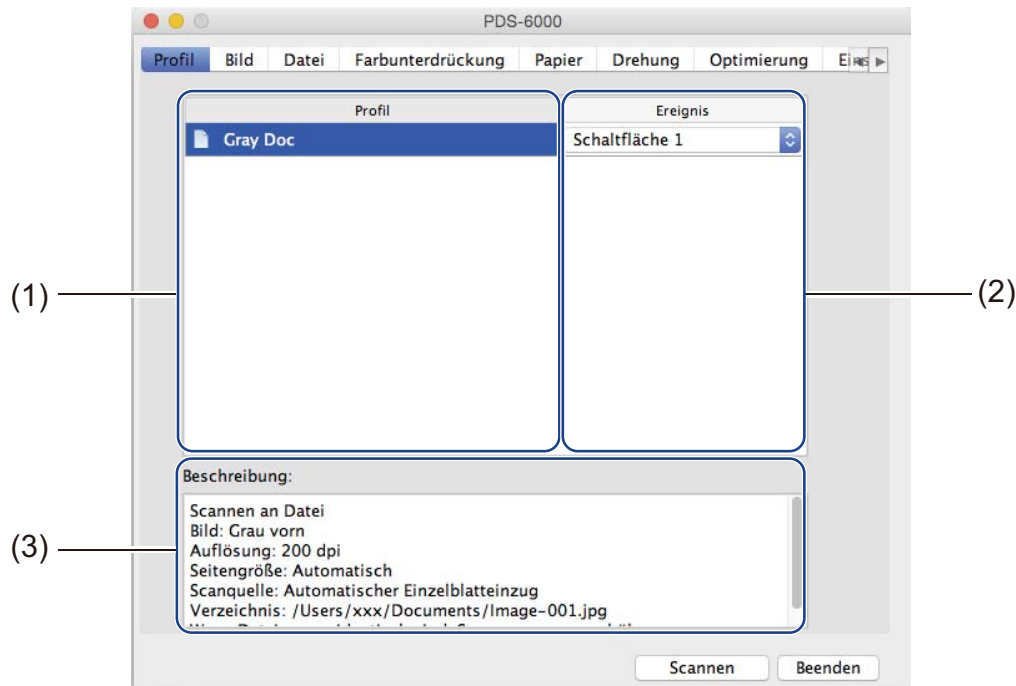 PDS-6000
Profil Bild Datei Farbunterdrückung Papier Drehung Optimierung
Profil Ereignis
Gray Doc Schaltfläche 1
(1) (2)
Beschreibung:
Scannen an Datei
Bild: Grau vorn
Auflösung: 200 dpi
(3)
Seitengröße: Automatisch
Scanquelle: Automatischer Einzelblatteinzug
Verzeichnis: /Users/xxx/Documents/Image-001.jpg
Scannen Beenden